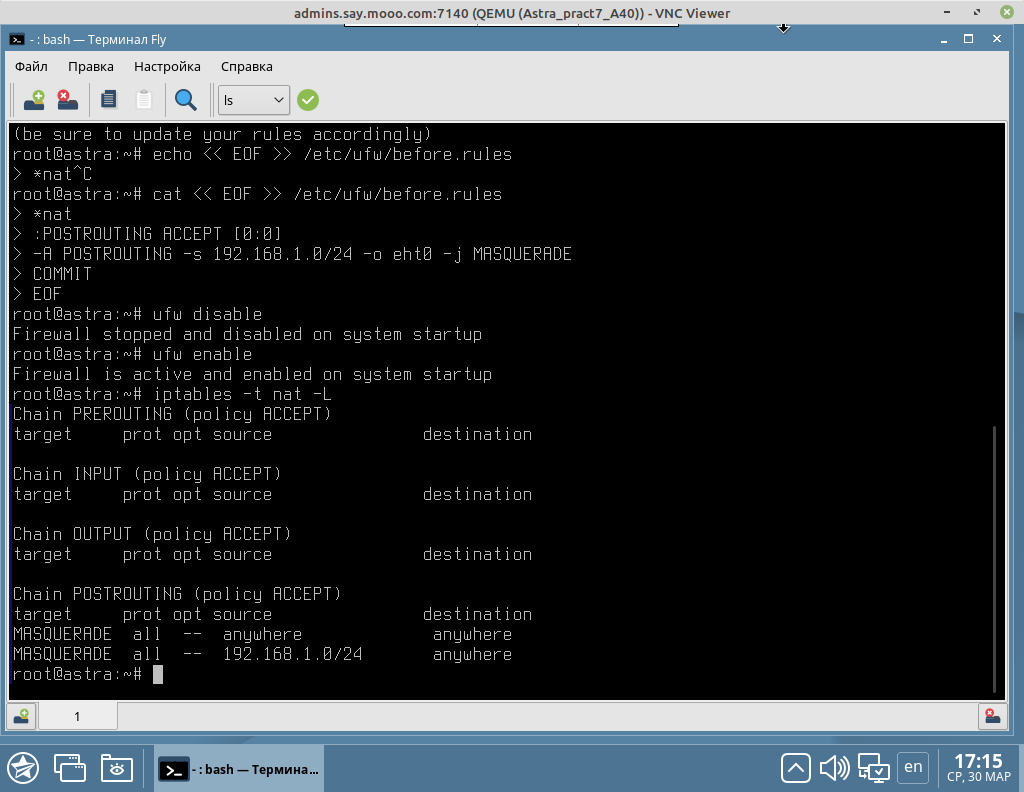 admins.say.mooo.com:7140 (QEMU (Astra_pract7_A40)) - VNC Viewer
- : bash — Терминал Fly
Файл Правка Настройка Справка
ls
(be sure to update your rules accordingly)
root@astra:~# echo << EOF >> /etc/ufw/before.rules
> *nat^C
root@astra:~# cat << EOF >> /etc/ufw/before.rules
> *nat
> :POSTROUTING ACCEPT [0:0]
> -A POSTROUTING -s 192.168.1.0/24 -o eht0 -j MASQUERADE
> COMMIT
> EOF
root@astra:~# ufw disable
Firewall stopped and disabled on system startup
root@astra:~# ufw enable
Firewall is active and enabled on system startup
root@astra:~# iptables -t nat -L
Chain PREROUTING (policy ACCEPT)
target     prot opt source               destination
Chain INPUT (policy ACCEPT)
target     prot opt source               destination
Chain OUTPUT (policy ACCEPT)
target     prot opt source               destination
Chain POSTROUTING (policy ACCEPT)
target     prot opt source               destination
MASQUERADE  all  --  anywhere             anywhere
MASQUERADE  all  --  192.168.1.0/24       anywhere
root@astra:~#
1
- : bash — Термина...
en
17:15
СР, 30 МАР